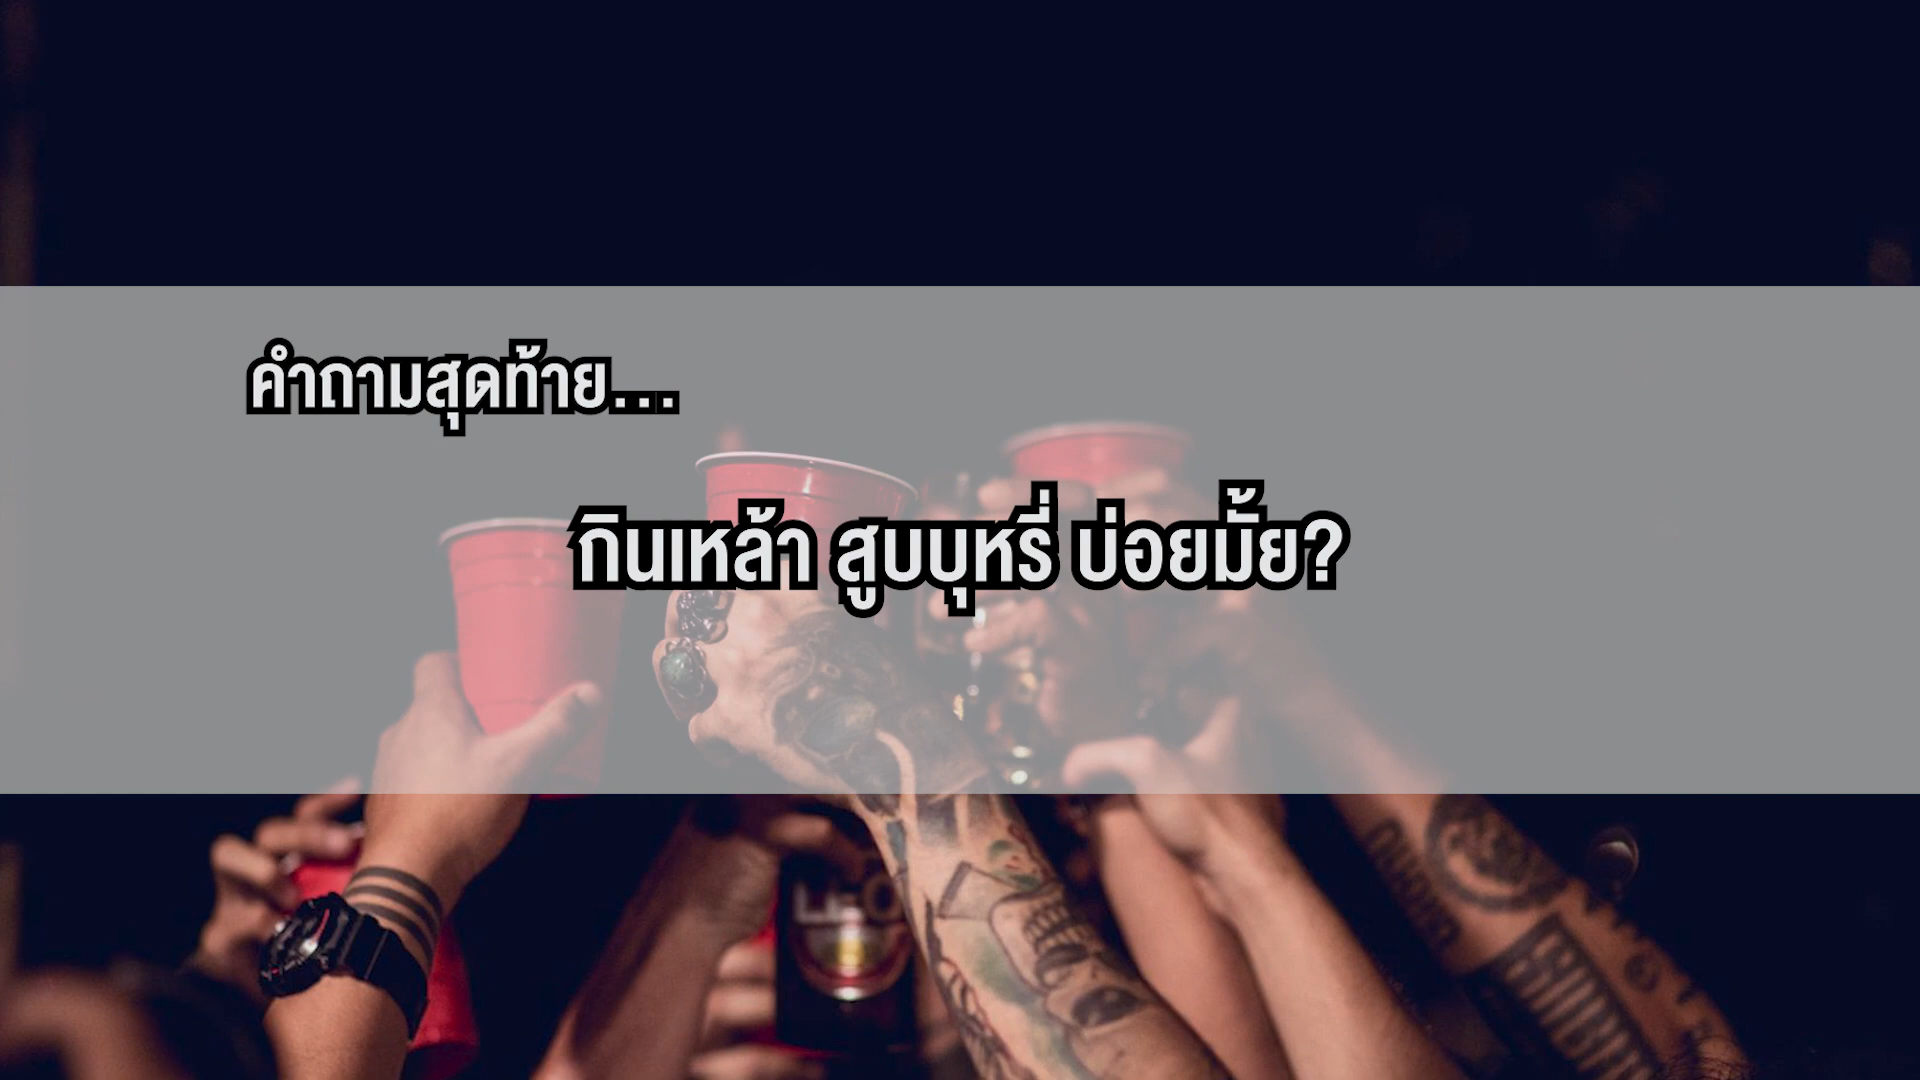 คำถามสุดท้าย...
กินเหล้า สูบบุหรี่ บ่อยมั้ย?
LEO